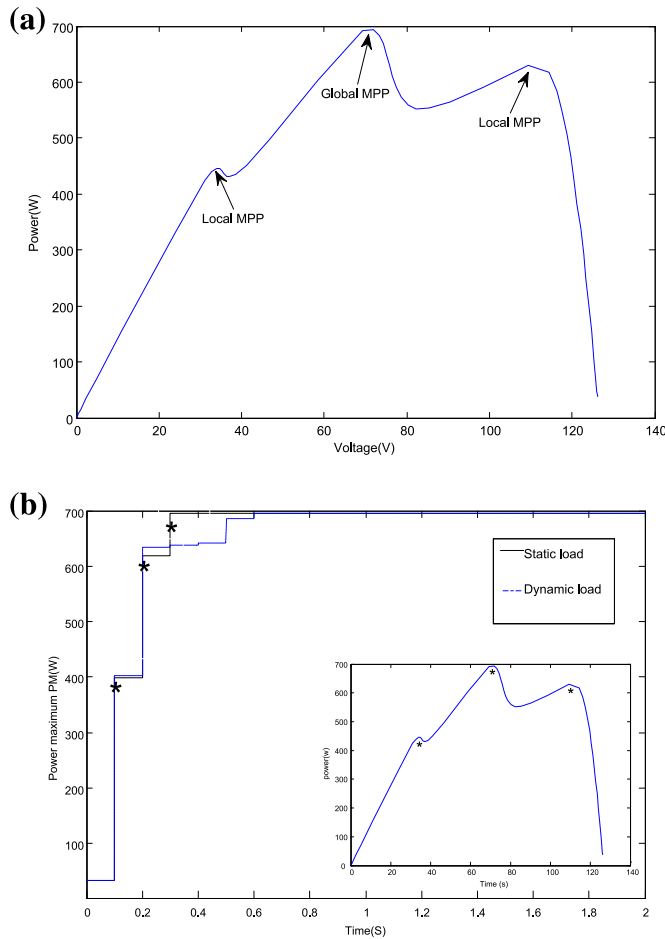 (a)
700
600
500
400
300
200
100
0
Power(W)
Global MPP
Local MPP
Local MPP
0 20 40 60 80 100 120 140
Voltage(V)
(b)
700
600
500
400
300
200
100
Power maximum PM(W)
*
*
*
Static load
Dynamic load
700
600
500
400
300
200
100
0
power(w)
* * *
0 20 40 60 80 100 120 140
Time (s)
0 0.2 0.4 0.6 0.8 1 1.2 1.4 1.6 1.8 2
Time(S)